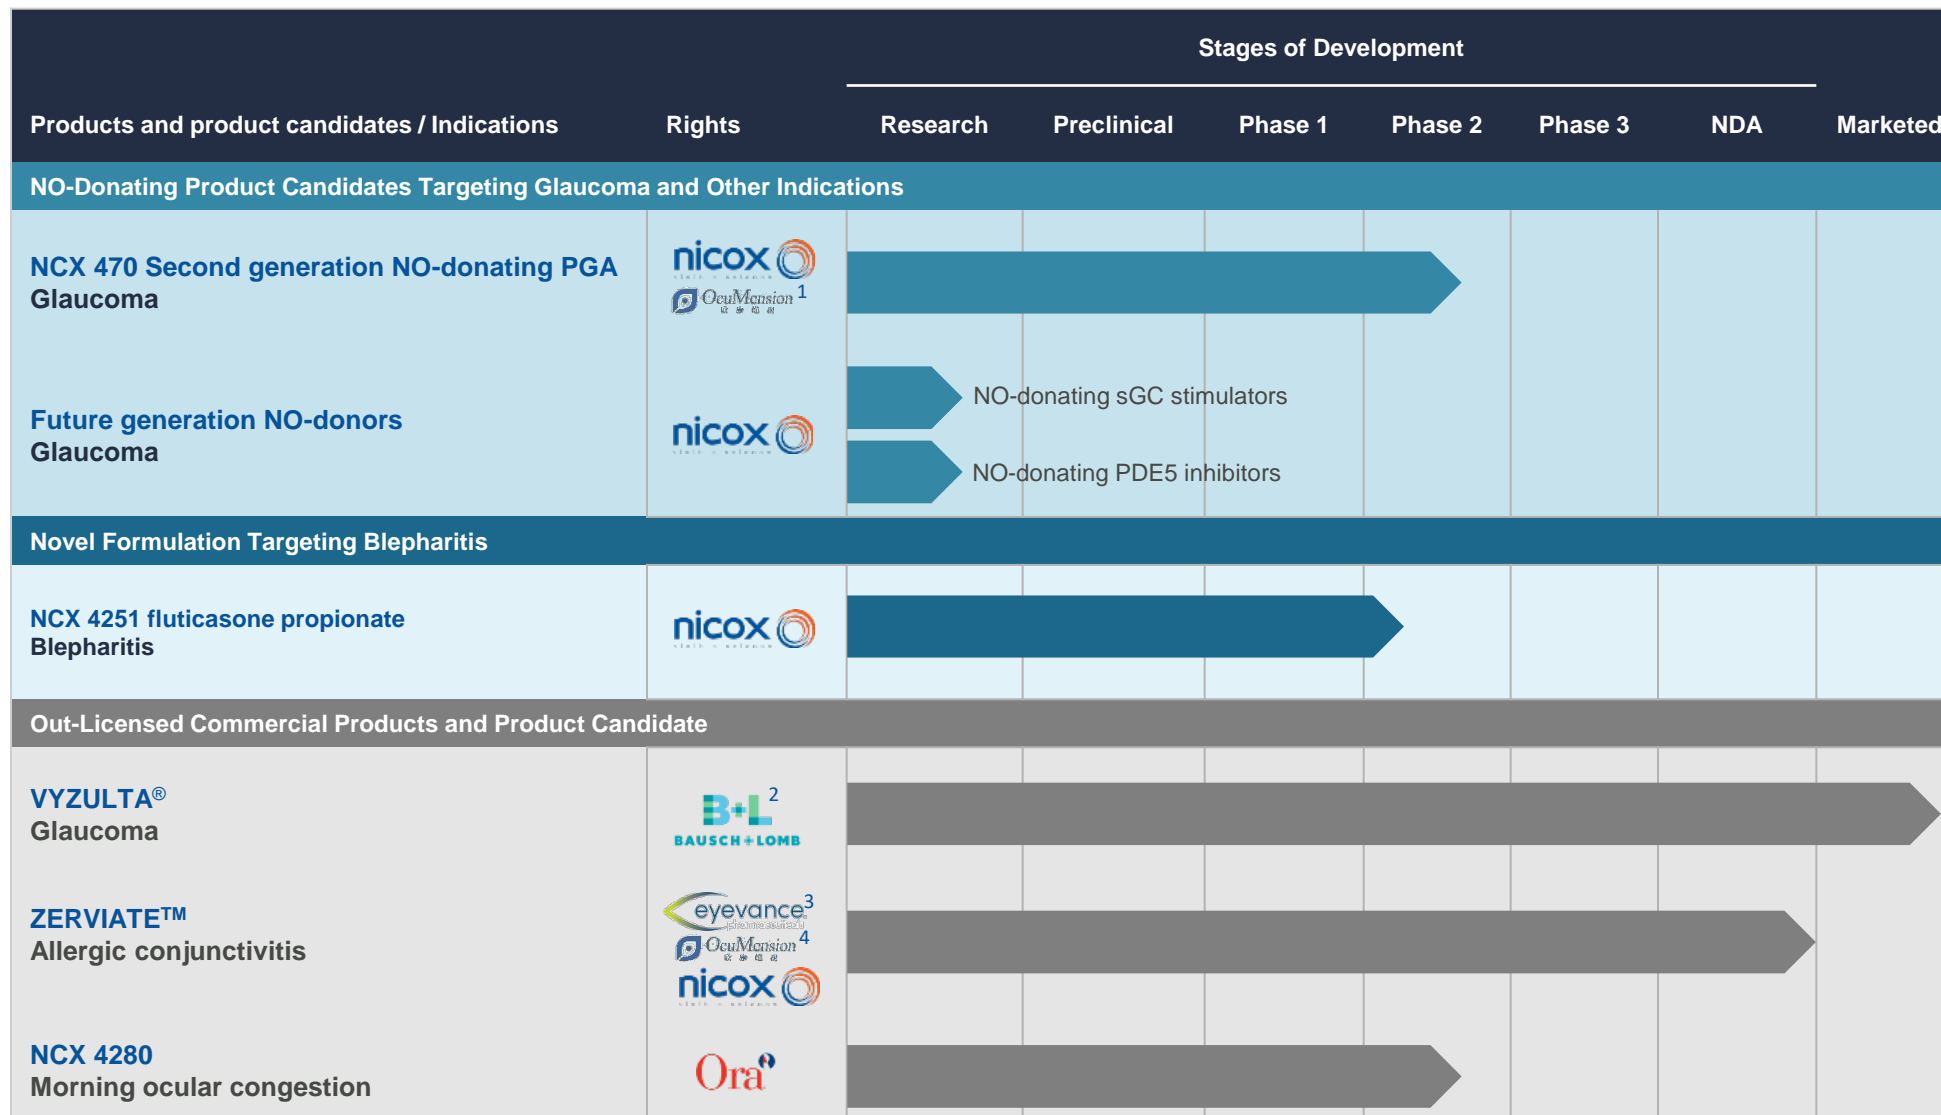 Stages of Development
Products and product candidates / Indications Rights Research Preclinical Phase 1 Phase 2 Phase 3 NDA Marketed
NO-Donating Product Candidates Targeting Glaucoma and Other Indications
NCX 470 Second generation NO-donating PGA
Glaucoma
nicox
OcuMension 1
Future generation NO-donors
Glaucoma
nicox
NO-donating sGC stimulators
NO-donating PDE5 inhibitors
Novel Formulation Targeting Blepharitis
NCX 4251 fluticasone propionate
Blepharitis
nicox
Out-Licensed Commercial Products and Product Candidate
VYZULTA®
Glaucoma
B+L 2
BAUSCH+LOMB
ZERVIATE™
Allergic conjunctivitis
eyevance 3
pharmaceuticals
OcuMension 4
nicox
NCX 4280
Morning ocular congestion
Ora